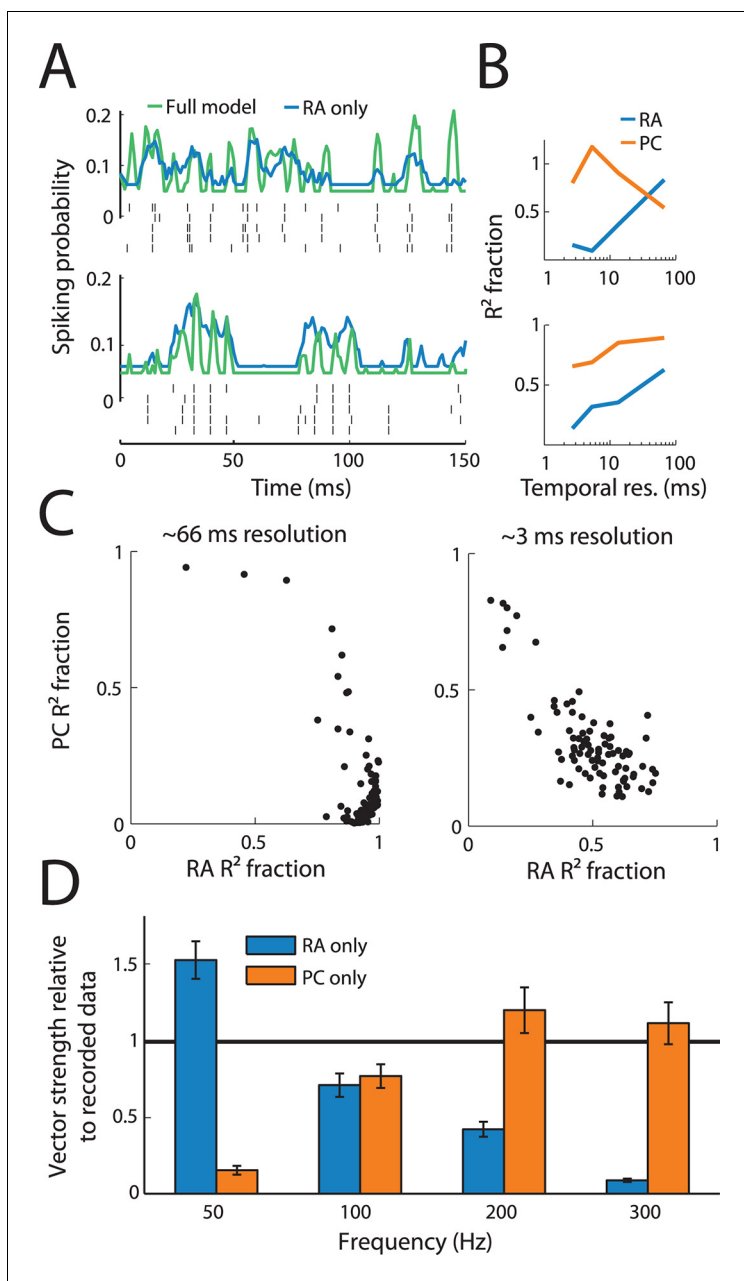 A
Full model
RA only
Spiking probability
0.2
0.1
0
0.2
0.1
0
0 50 100 150
Time (ms)
B
RA
PC
R² fraction
1
0.5
1 10 100
1
0.5
1 10 100
Temporal res. (ms)
C
~66 ms resolution
PC R² fraction
1
0.5
0
0 0.5 1
RA R² fraction
~3 ms resolution
1
0.5
0
0 0.5 1
RA R² fraction
D
RA only
PC only
Vector strength relative
to recorded data
1.5
1
0.5
0
50 100 200 300
Frequency (Hz)